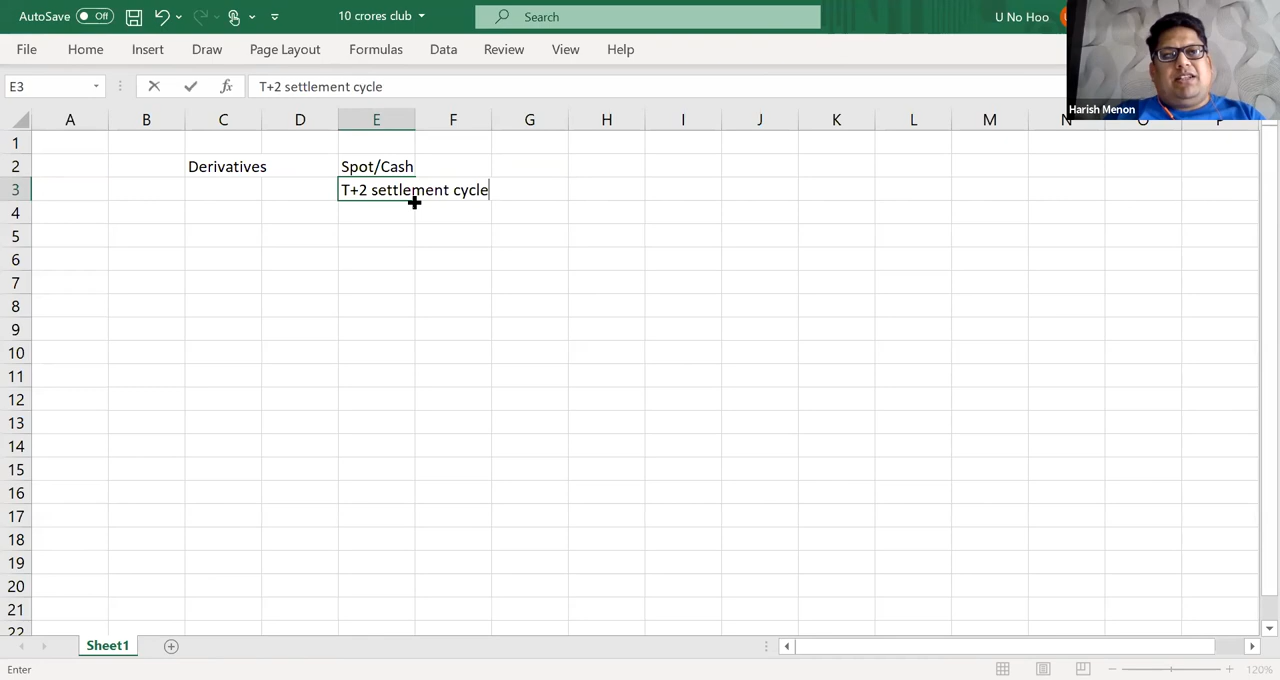 AutoSave Off 10 crores club Search U No Hoo
File Home Insert Draw Page Layout Formulas Data Review View Help
Harish Menon
E3 fx T+2 settlement cycle
A B C D E F G H I J K L M N O P
1
2 Derivatives Spot/Cash
3 T+2 settlement cycle
4
5
6
7
8
9
10
11
12
13
14
15
16
17
18
19
20
21
22
Sheet1
Enter 120%